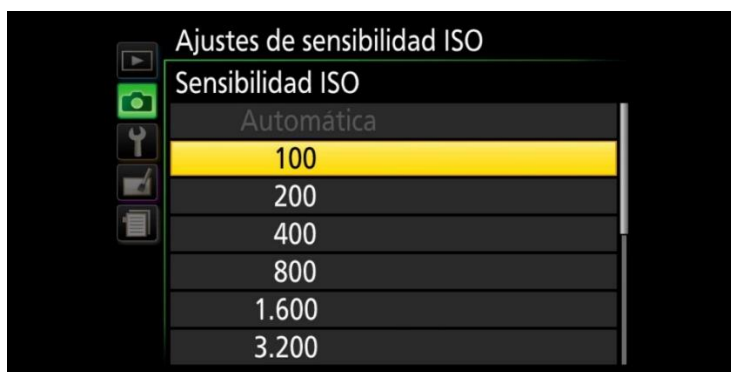 Ajustes de sensibilidad ISO
Sensibilidad ISO
Automática
100
200
400
800
1.600
3.200